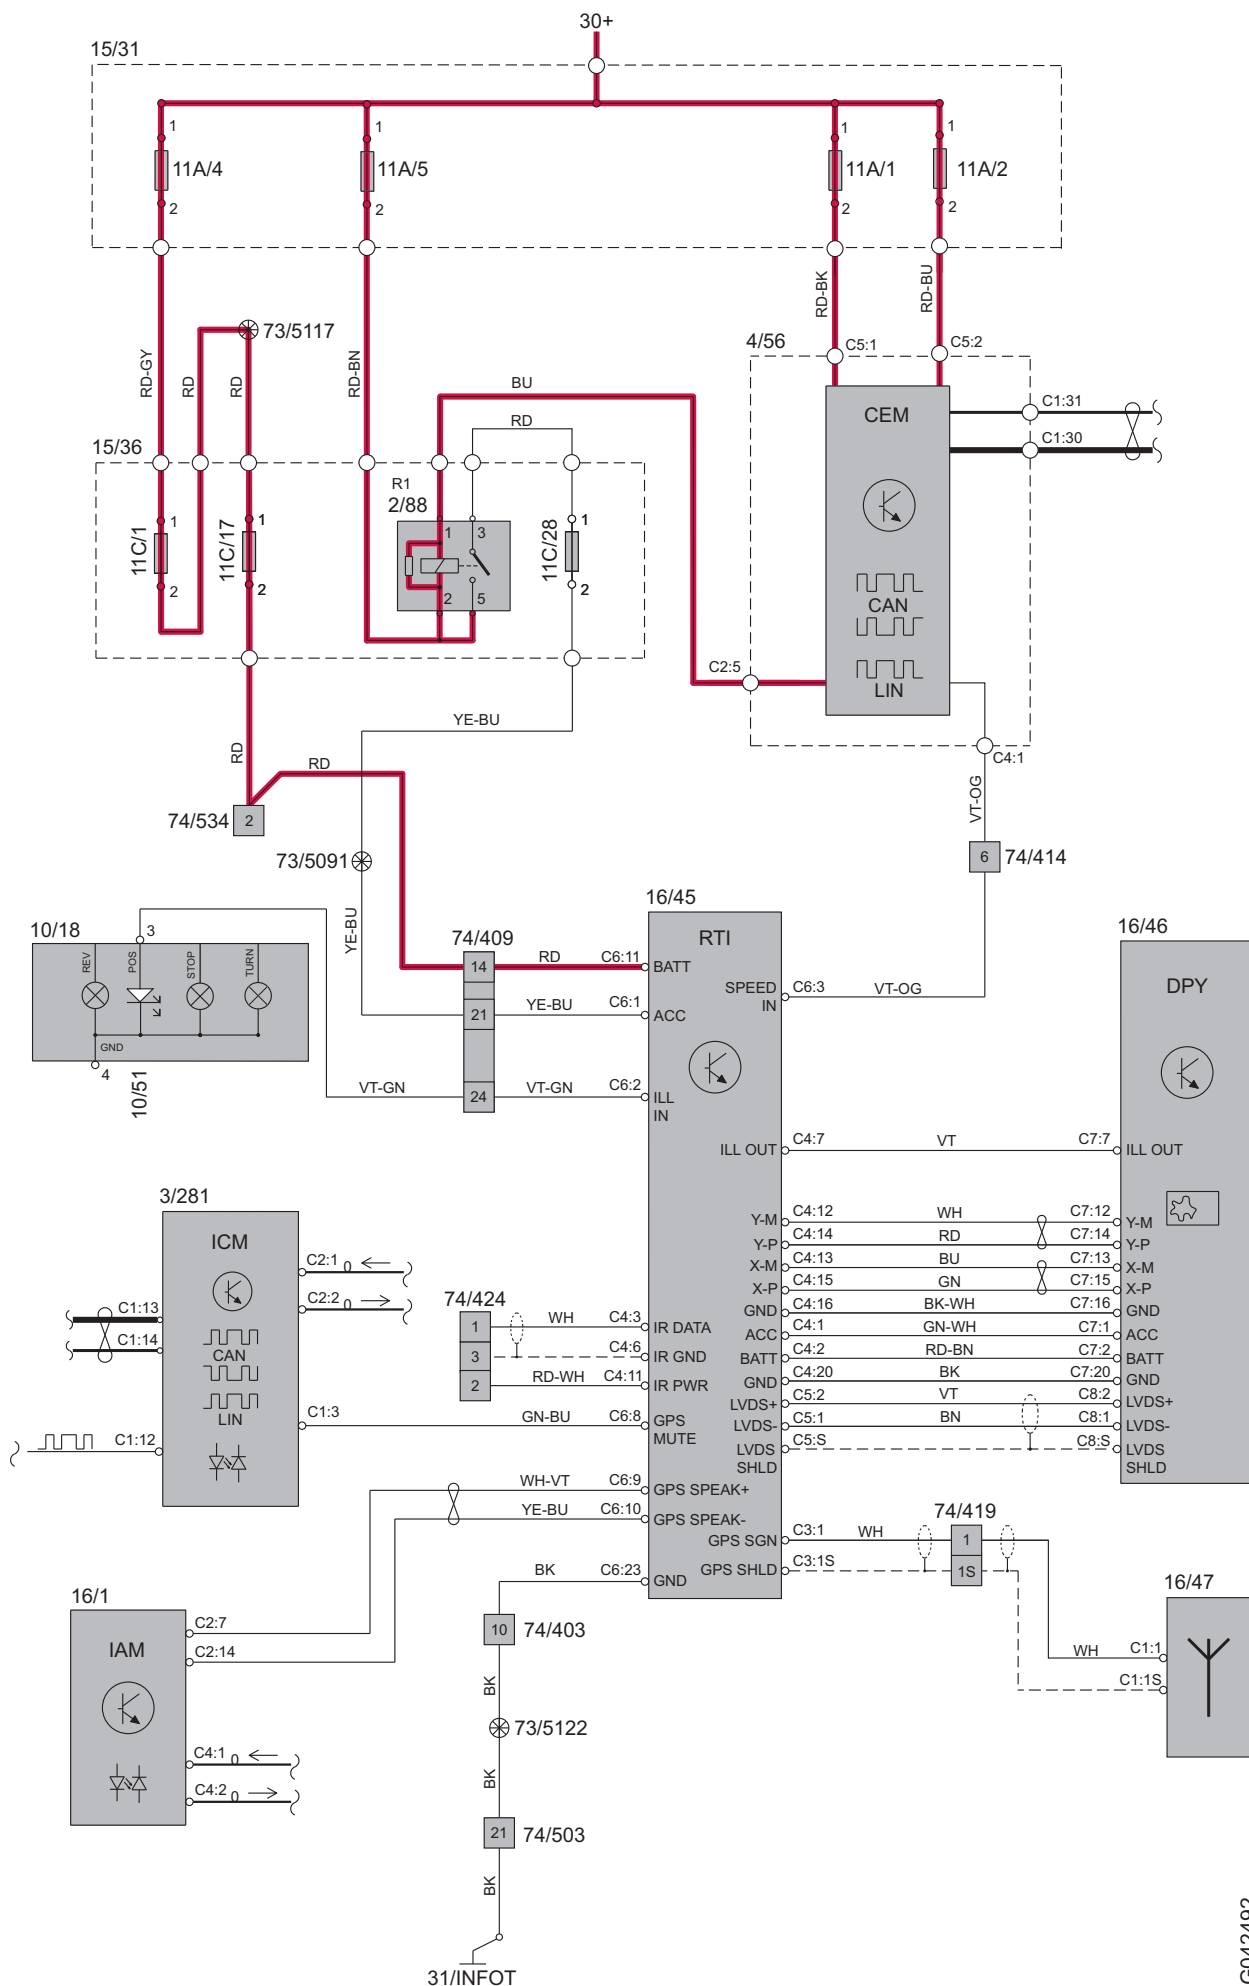 30+
15/31
1
1
1
1
11A/4
11A/5
11A/1
11A/2
2
2
2
2
RD-GY
RD
RD
RD-BN
RD-BK
RD-BU
73/5117
4/56
C5:1
C5:2
BU
RD
CEM
C1:31
C1:30
15/36
R1
2/88
1
11C/1
2
1
11C/17
2
1
3
2
5
1
11C/28
2
CAN
LIN
C2:5
YE-BU
RD
RD
C4:1
VT-OG
74/534
2
73/5091
6
74/414
YE-BU
16/45
10/18
3
REV
POS
STOP
TURN
GND
4
10/51
74/409
14
RD
C6:11
BATT
21
YE-BU
C6:1
ACC
VT-GN
24
VT-GN
C6:2
ILL
IN
RTI
SPEED
IN
C6:3
VT-OG
16/46
DPY
ILL OUT
C4:7
VT
C7:7
ILL OUT
Y-M
C4:12
WH
C7:12
Y-M
Y-P
C4:14
RD
C7:14
Y-P
X-M
C4:13
BU
C7:13
X-M
X-P
C4:15
GN
C7:15
X-P
GND
C4:16
BK-WH
C7:16
GND
ACC
C4:1
GN-WH
C7:1
ACC
BATT
C4:2
RD-BN
C7:2
BATT
GND
C4:20
BK
C7:20
GND
LVDS+
C5:2
VT
C8:2
LVDS+
LVDS-
C5:1
BN
C8:1
LVDS-
LVDS
SHLD
C5:S
C8:S
LVDS
SHLD
3/281
ICM
C2:1
0
C2:2
0
C1:13
C1:14
CAN
LIN
C1:12
C1:3
74/424
1
WH
C4:3
IR DATA
3
C4:6
IR GND
2
RD-WH
C4:11
IR PWR
GN-BU
C6:8
GPS
MUTE
WH-VT
C6:9
GPS SPEAK+
YE-BU
C6:10
GPS SPEAK-
GPS SGN
C3:1
WH
74/419
1
GPS SHLD
C3:1S
1S
BK
C6:23
GND
16/1
IAM
C2:7
C2:14
C4:1
0
C4:2
0
10
74/403
BK
73/5122
BK
21
74/503
BK
31/INFOT
16/47
WH
C1:1
C1:1S
G042492